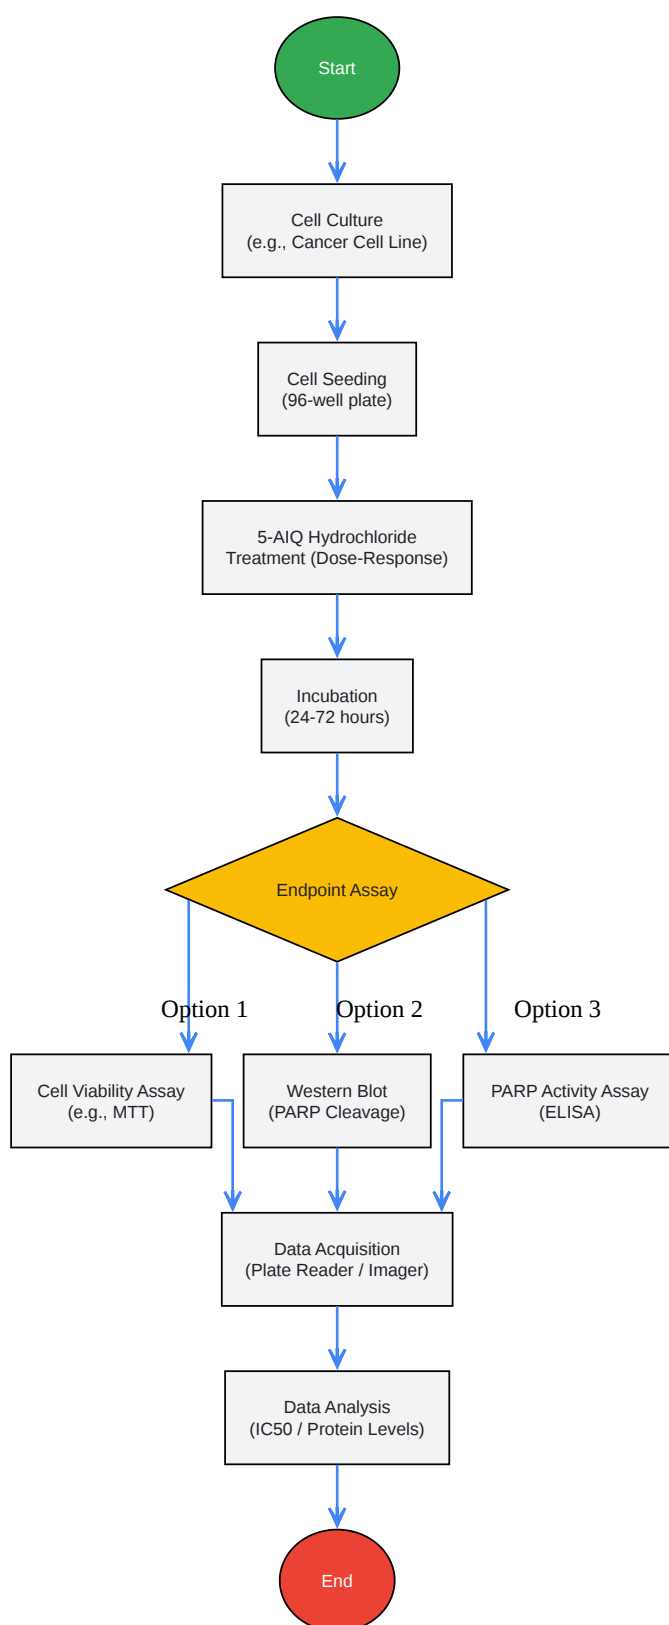 Start
Cell Culture
(e.g., Cancer Cell Line)
Cell Seeding
(96-well plate)
5-AIQ Hydrochloride
Treatment (Dose-Response)
Incubation
(24-72 hours)
Endpoint Assay
Option 1
Option 2
Option 3
Cell Viability Assay
(e.g., MTT)
Western Blot
(PARP Cleavage)
PARP Activity Assay
(ELISA)
Data Acquisition
(Plate Reader / Imager)
Data Analysis
(IC50 / Protein Levels)
End